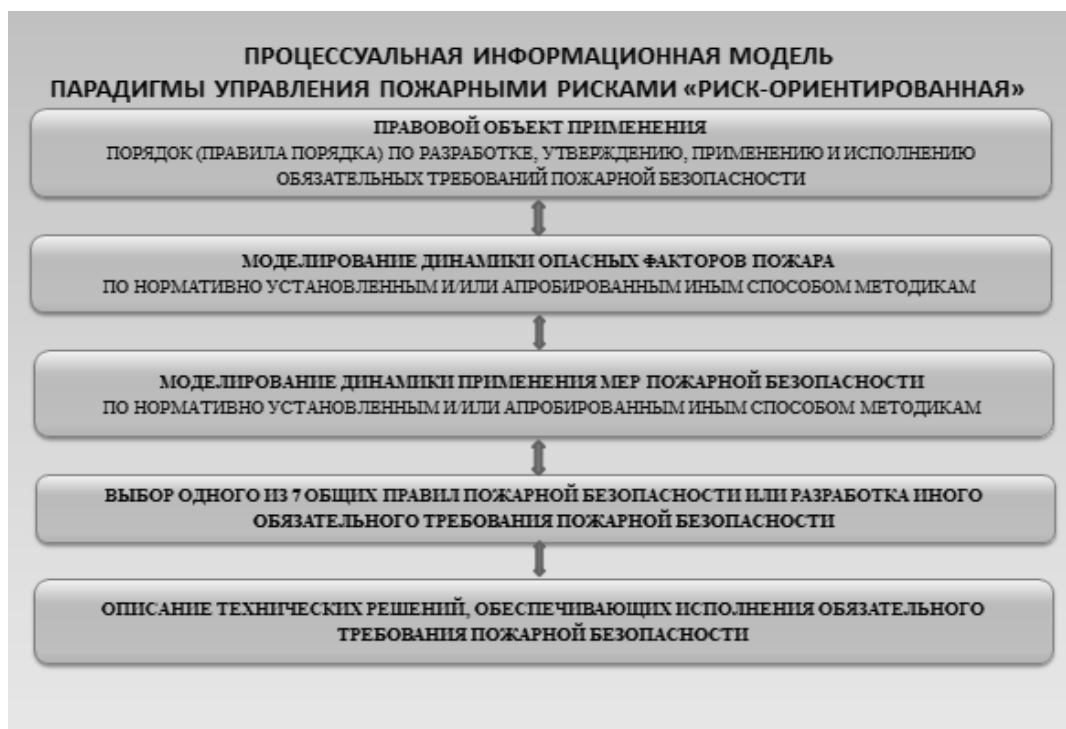 ПРОЦЕССУАЛЬНАЯ ИНФОРМАЦИОННАЯ МОДЕЛЬ
ПАРАДИГМЫ УПРАВЛЕНИЯ ПОЖАРНЫМИ РИСКАМИ «РИСК-ОРИЕНТИРОВАННАЯ»
ПРАВОВОЙ ОБЪЕКТ ПРИМЕНЕНИЯ
ПОРЯДОК (ПРАВИЛА ПОРЯДКА) ПО РАЗРАБОТКЕ, УТВЕРЖДЕНИЮ, ПРИМЕНЕНИЮ И ИСПОЛНЕНИЮ
ОБЯЗАТЕЛЬНЫХ ТРЕБОВАНИЙ ПОЖАРНОЙ БЕЗОПАСНОСТИ
МОДЕЛИРОВАНИЕ ДИНАМИКИ ОПАСНЫХ ФАКТОРОВ ПОЖАРА
ПО НОРМАТИВНО УСТАНОВЛЕННЫМ И/ИЛИ АПРОБИРОВАННЫМ ИНЫМ СПОСОБОМ МЕТОДИКАМ
МОДЕЛИРОВАНИЕ ДИНАМИКИ ПРИМЕНЕНИЯ МЕР ПОЖАРНОЙ БЕЗОПАСНОСТИ
ПО НОРМАТИВНО УСТАНОВЛЕННЫМ И/ИЛИ АПРОБИРОВАННЫМ ИНЫМ СПОСОБОМ МЕТОДИКАМ
ВЫБОР ОДНОГО ИЗ 7 ОБЩИХ ПРАВИЛ ПОЖАРНОЙ БЕЗОПАСНОСТИ ИЛИ РАЗРАБОТКА ИНОГО
ОБЯЗАТЕЛЬНОГО ТРЕБОВАНИЯ ПОЖАРНОЙ БЕЗОПАСНОСТИ
ОПИСАНИЕ ТЕХНИЧЕСКИХ РЕШЕНИЙ, ОБЕСПЕЧИВАЮЩИХ ИСПОЛНЕНИЯ ОБЯЗАТЕЛЬНОГО
ТРЕБОВАНИЯ ПОЖАРНОЙ БЕЗОПАСНОСТИ